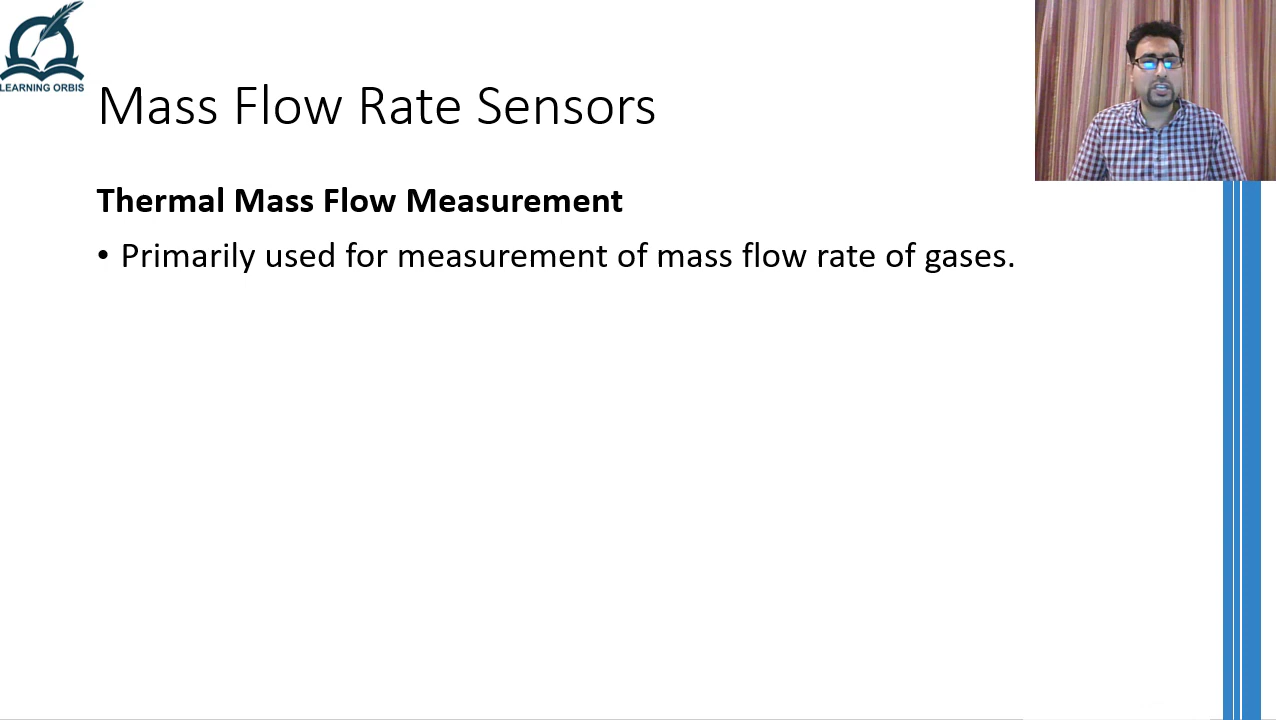 LEARNING ORBIS
Mass Flow Rate Sensors
Thermal Mass Flow Measurement
• Primarily used for measurement of mass flow rate of gases.